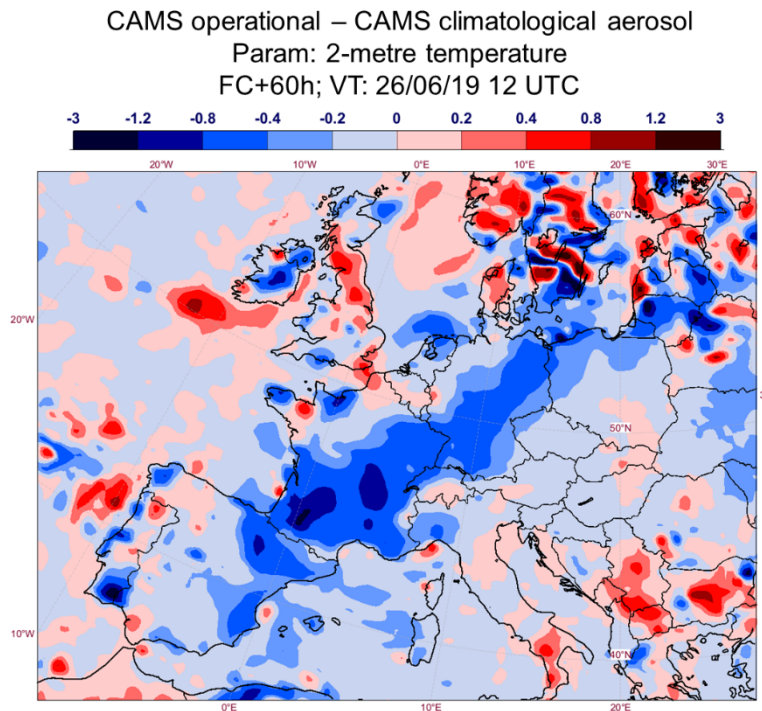 CAMS operational – CAMS climatological aerosol
Param: 2-metre temperature
FC+60h; VT: 26/06/19 12 UTC
-3 -1.2 -0.8 -0.4 -0.2 0 0.2 0.4 0.8 1.2 3
20°W 10°W 0°E 10°E 20°E 30°E
60°N
20°W
50°N
10°W
40°N
0°E 10°E 20°E